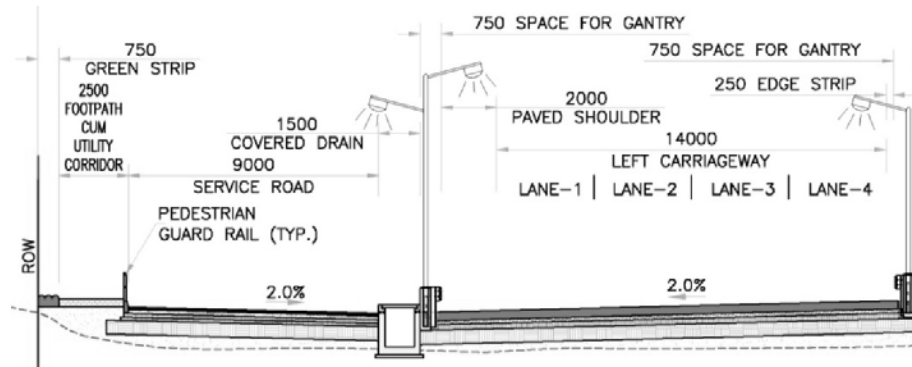 750 SPACE FOR GANTRY
750
GREEN STRIP
750 SPACE FOR GANTRY
2500
FOOTPATH
CUM
UTILITY
CORRIDOR
250 EDGE STRIP
2000
PAVED SHOULDER
1500
COVERED DRAIN
14000
LEFT CARRIAGEWAY
9000
SERVICE ROAD
LANE-1 | LANE-2 | LANE-3 | LANE-4
PEDESTRIAN
GUARD RAIL (TYP.)
ROW
2.0%
2.0%